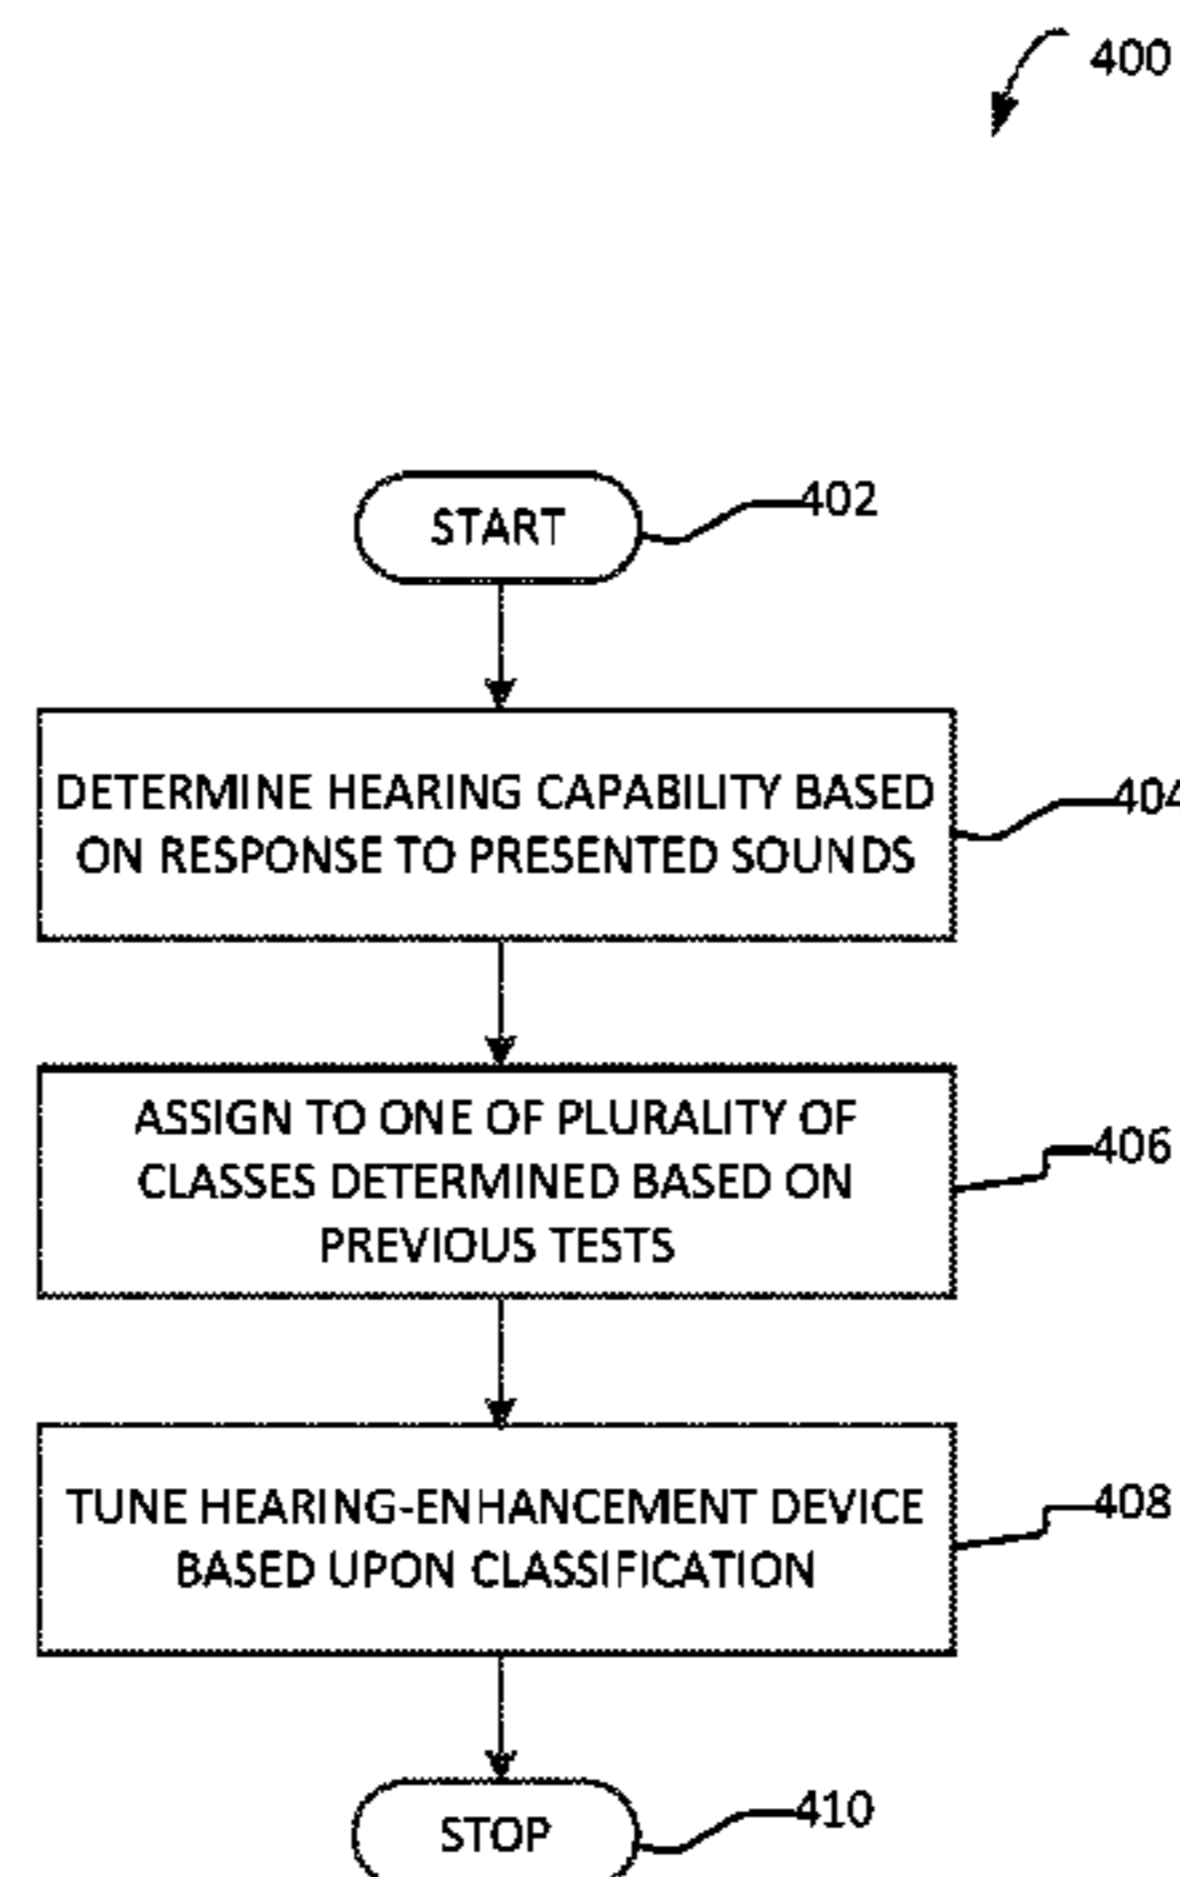 400
START
402
DETERMINE HEARING CAPABILITY BASED
ON RESPONSE TO PRESENTED SOUNDS
404
ASSIGN TO ONE OF PLURALITY OF
CLASSES DETERMINED BASED ON
PREVIOUS TESTS
406
TUNE HEARING-ENHANCEMENT DEVICE
BASED UPON CLASSIFICATION
408
STOP
410